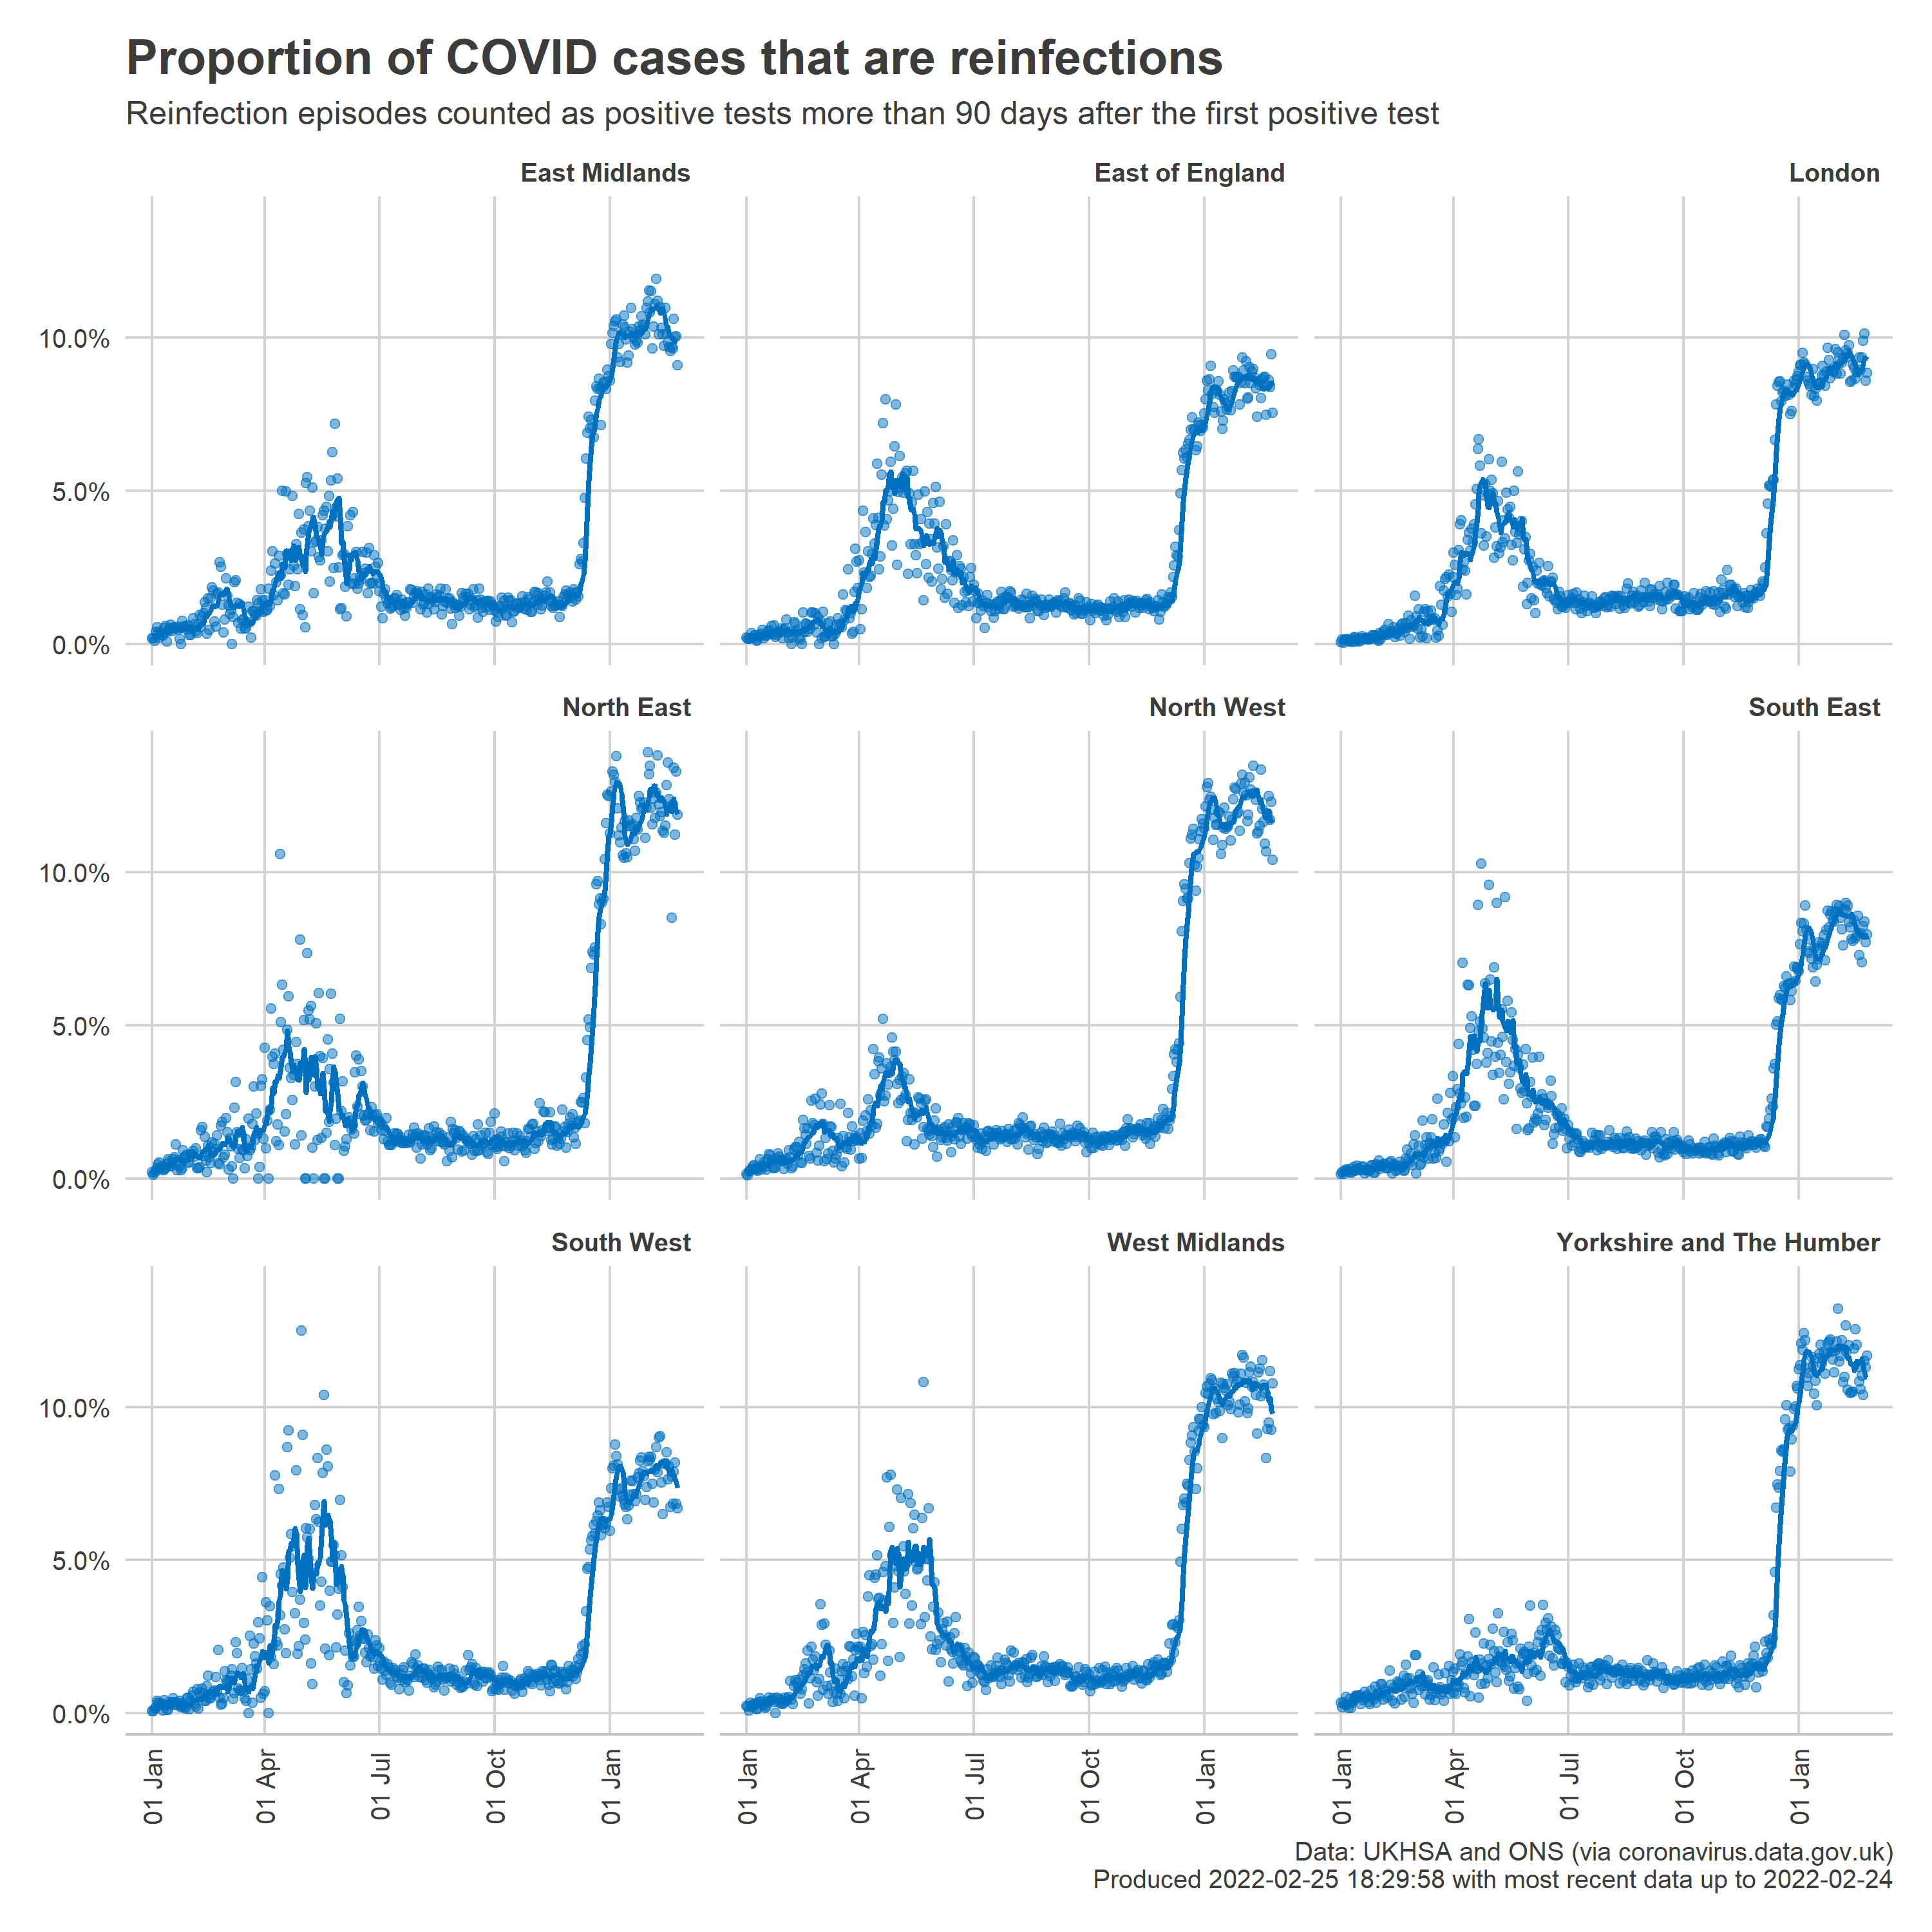 Proportion of COVID cases that are reinfections
Reinfection episodes counted as positive tests more than 90 days after the first positive test
East Midlands
East of England
London
10.0%
5.0%
0.0%
North East
North West
South East
10.0%
5.0%
0.0%
South West
West Midlands
Yorkshire and The Humber
10.0%
5.0%
0.0%
01 Jan
01 Apr
01 Jul
01 Oct
01 Jan
01 Jan
01 Apr
01 Jul
01 Oct
01 Jan
01 Jan
01 Apr
01 Jul
01 Oct
01 Jan
Data: UKHSA and ONS (via coronavirus.data.gov.uk)
Produced 2022-02-25 18:29:58 with most recent data up to 2022-02-24